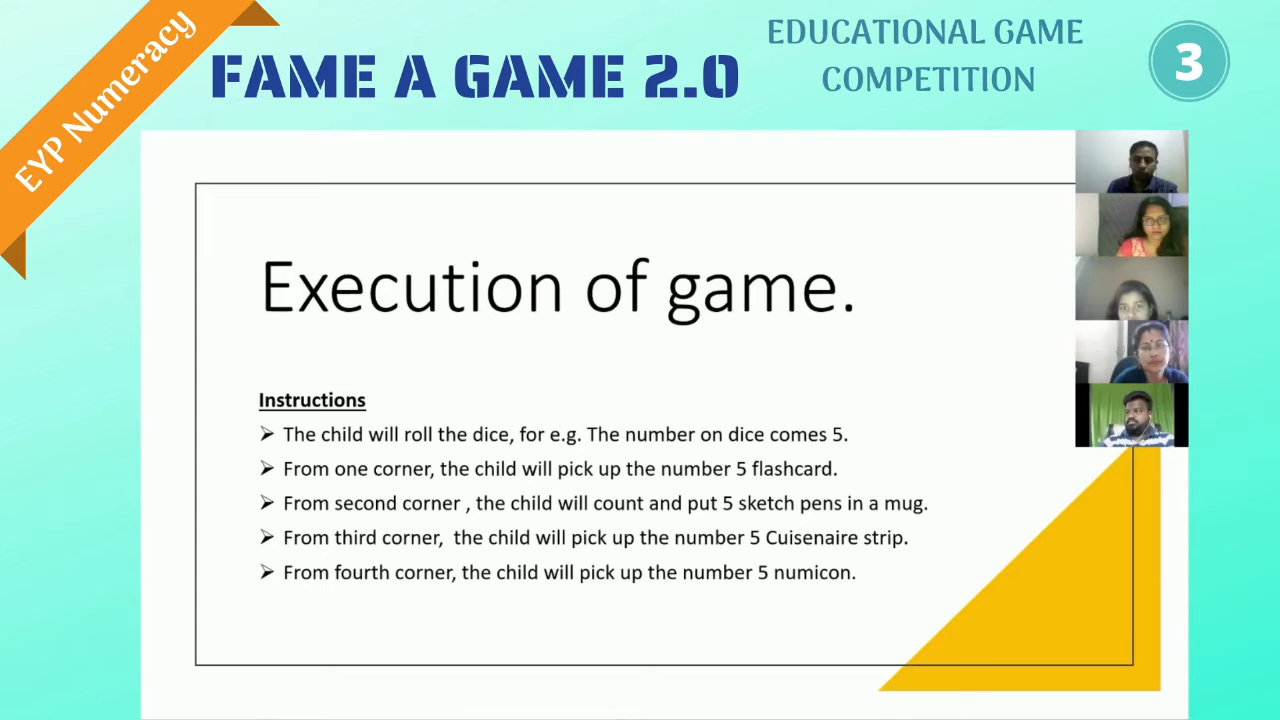 EYP Numeracy
FAME A GAME 2.0
EDUCATIONAL GAME
COMPETITION
3
Execution of game.
Instructions
The child will roll the dice, for e.g. The number on dice comes 5.
From one corner, the child will pick up the number 5 flashcard.
From second corner , the child will count and put 5 sketch pens in a mug.
From third corner,  the child will pick up the number 5 Cuisenaire strip.
From fourth corner, the child will pick up the number 5 numicon.